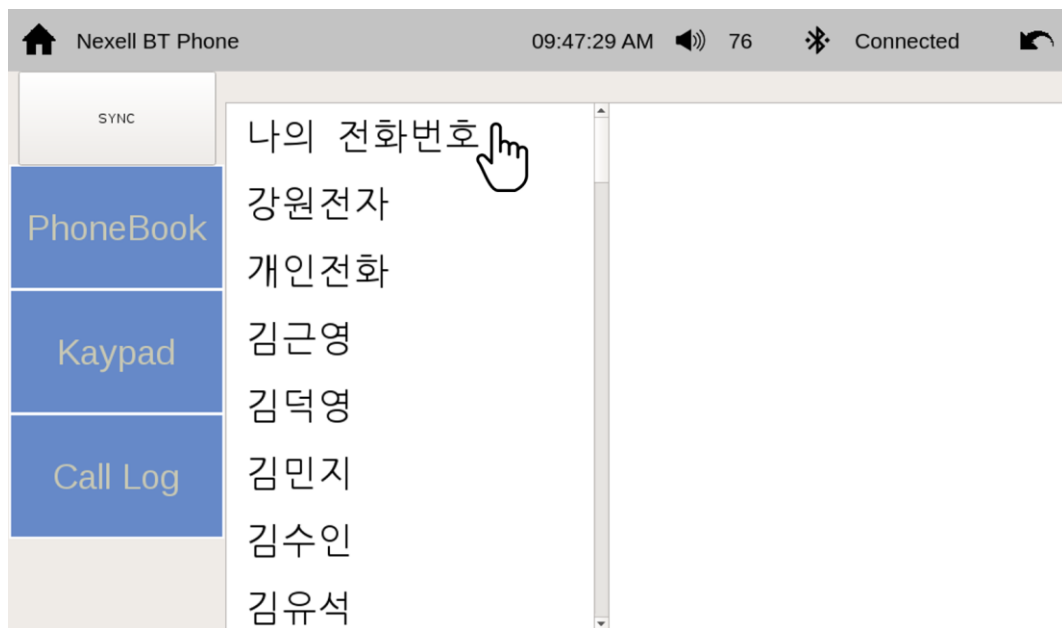 Nexell BT Phone
09:47:29 AM
76
Connected
SYNC
PhoneBook
Kaypad
Call Log
나의 전화번호
강원전자
개인전화
김근영
김덕영
김민지
김수인
김유석